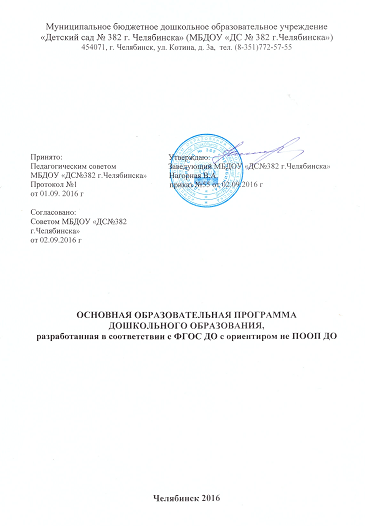 Муниципальное бюджетное дошкольное образовательное учреждение
«Детский сад № 382 г. Челябинска» (МБДОУ «ДС № 382 г.Челябинска»)
454071, г. Челябинск, ул. Котина, д. 3а, тел. (8-351)772-57-55
Принято:
Педагогическим советом
МБДОУ «ДС№382 г.Челябинска»
Протокол №1
от 01.09. 2016 г
Утверждаю:
Заведующий МБДОУ «ДС№382 г.Челябинска»
Нагорная В.А.
приказ №55 от 02.09.2016 г
Согласовано:
Советом МБДОУ «ДС№382
г.Челябинска»
от 02.09.2016 г
ОСНОВНАЯ ОБРАЗОВАТЕЛЬНАЯ ПРОГРАММА
ДОШКОЛЬНОГО ОБРАЗОВАНИЯ,
разработанная в соответствии с ФГОС ДО с ориентиром не ПООП ДО
Челябинск 2016